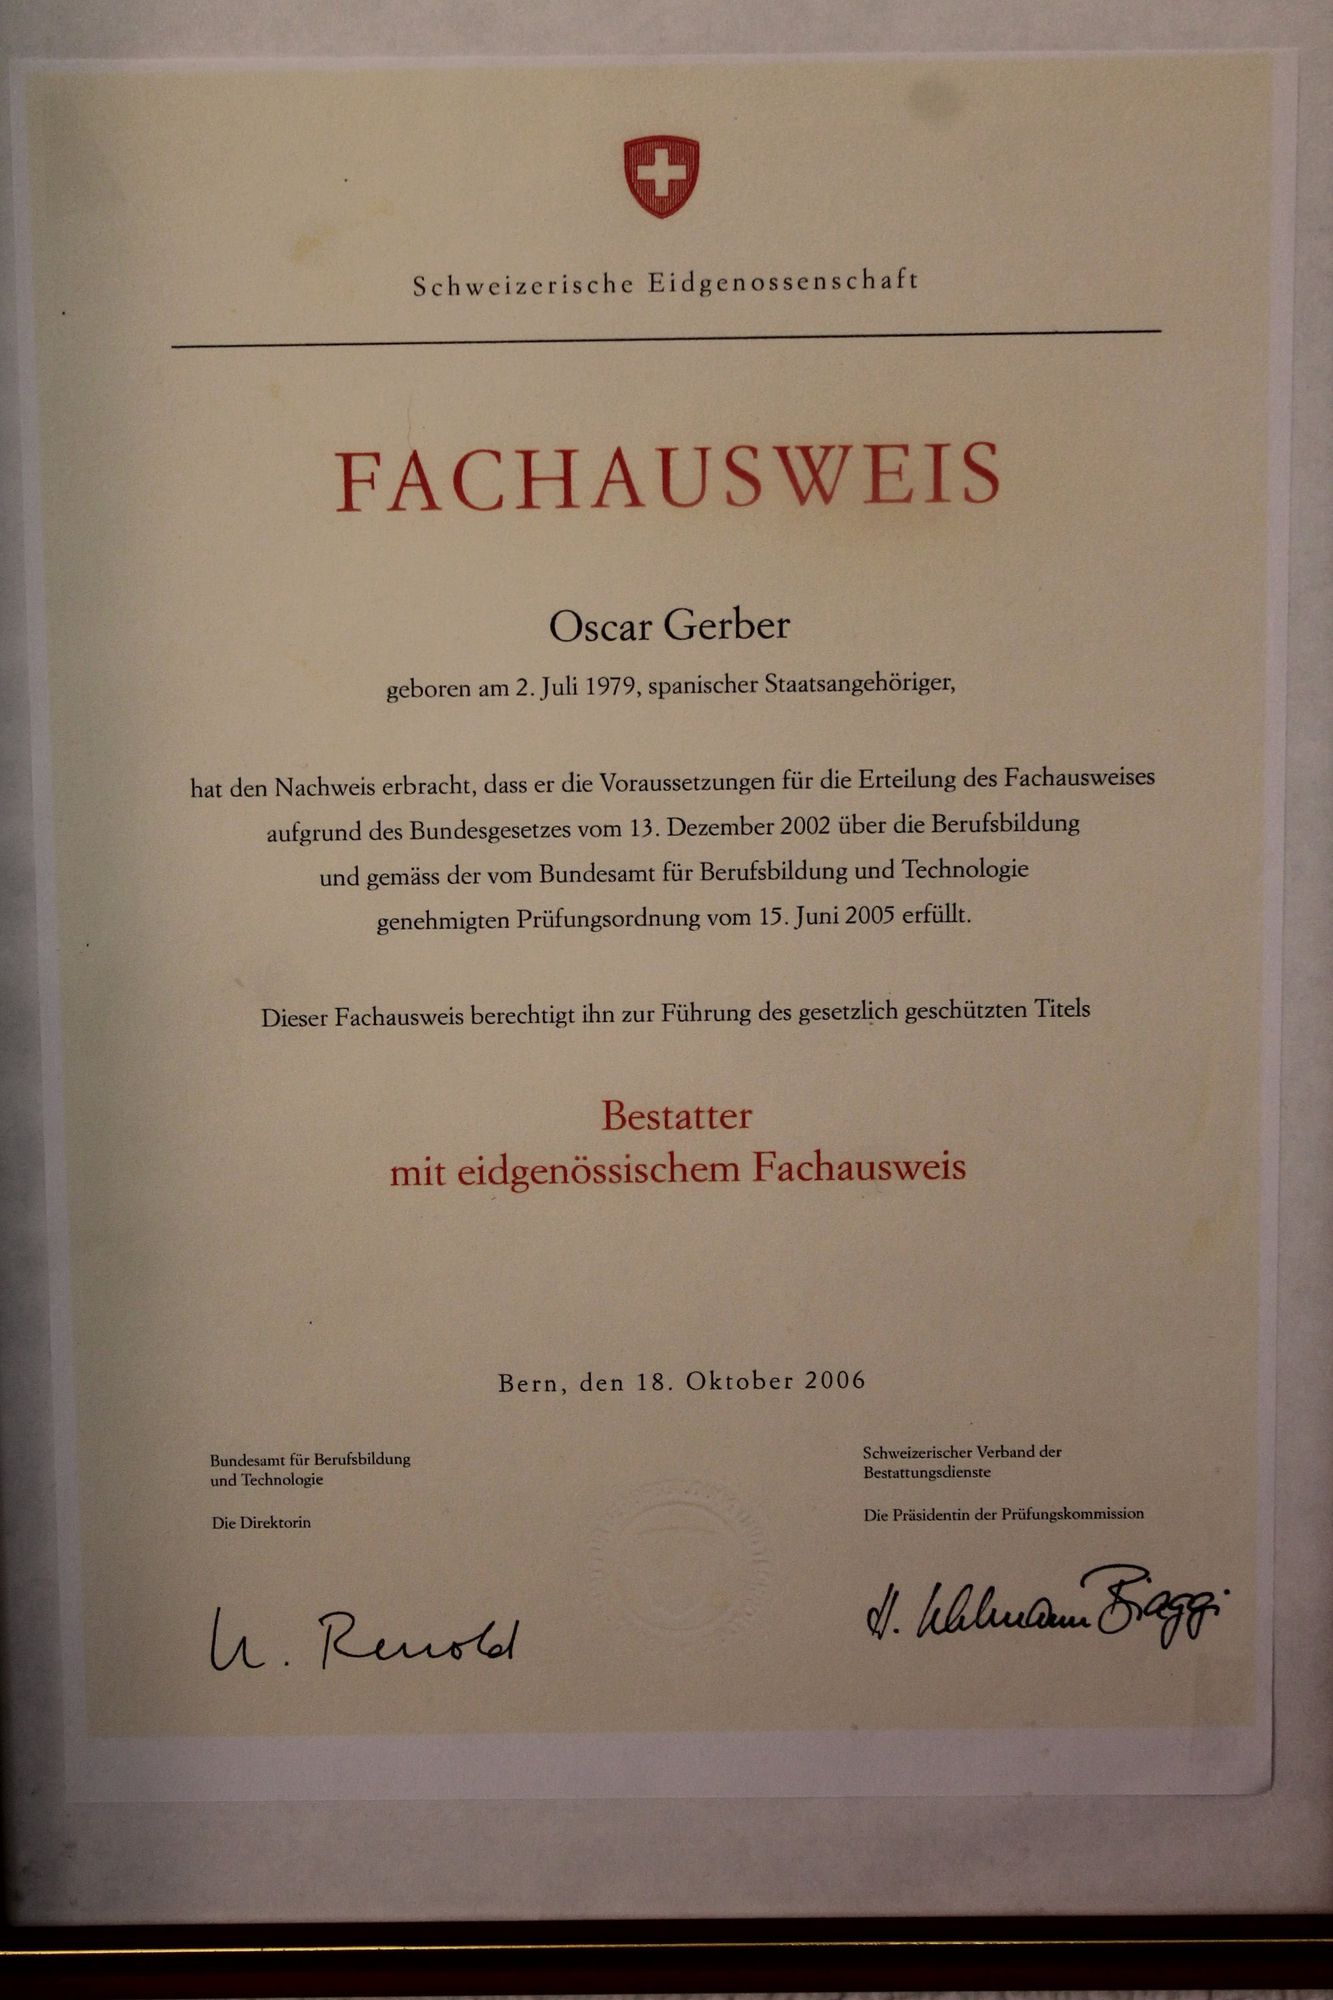 Schweizerische Eidgenossenschaft
FACHAUSWEIS
Oscar Gerber
geboren am 2. Juli 1979, spanischer Staatsangehöriger,
hat den Nachweis erbracht, dass er die Voraussetzungen für die Erteilung des Fachausweises
aufgrund des Bundesgesetzes vom 13. Dezember 2002 über die Berufsbildung
und gemäss der vom Bundesamt für Berufsbildung und Technologie
genehmigten Prüfungsordnung vom 15. Juni 2005 erfüllt.
Dieser Fachausweis berechtigt ihn zur Führung des gesetzlich geschützten Titels
Bestatter
mit eidgenössischem Fachausweis
Bern, den 18. Oktober 2006
Bundesamt für Berufsbildung
und Technologie
Die Direktorin
U. Renold
Schweizerischer Verband der
Bestattungsdienste
Die Präsidentin der Prüfungskommission
Biaggi